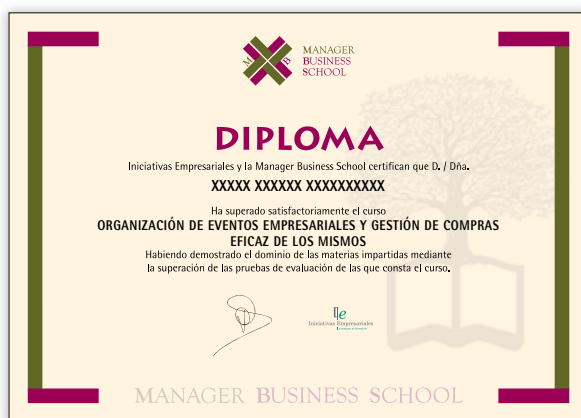 M B
MANAGER
BUSINESS
SCHOOL
DIPLOMA
Iniciativas Empresariales y la Manager Business School certifican que D. / Dña.
XXXXX XXXXXX XXXXXXXXXX
Ha superado satisfactoriamente el curso
ORGANIZACIÓN DE EVENTOS EMPRESARIALES Y GESTIÓN DE COMPRAS
EFICAZ DE LOS MISMOS
Habiendo demostrado el dominio de las materias impartidas mediante
la superación de las pruebas de evaluación de las que consta el curso.
Ie
Iniciativas Empresariales
MANAGER BUSINESS SCHOOL